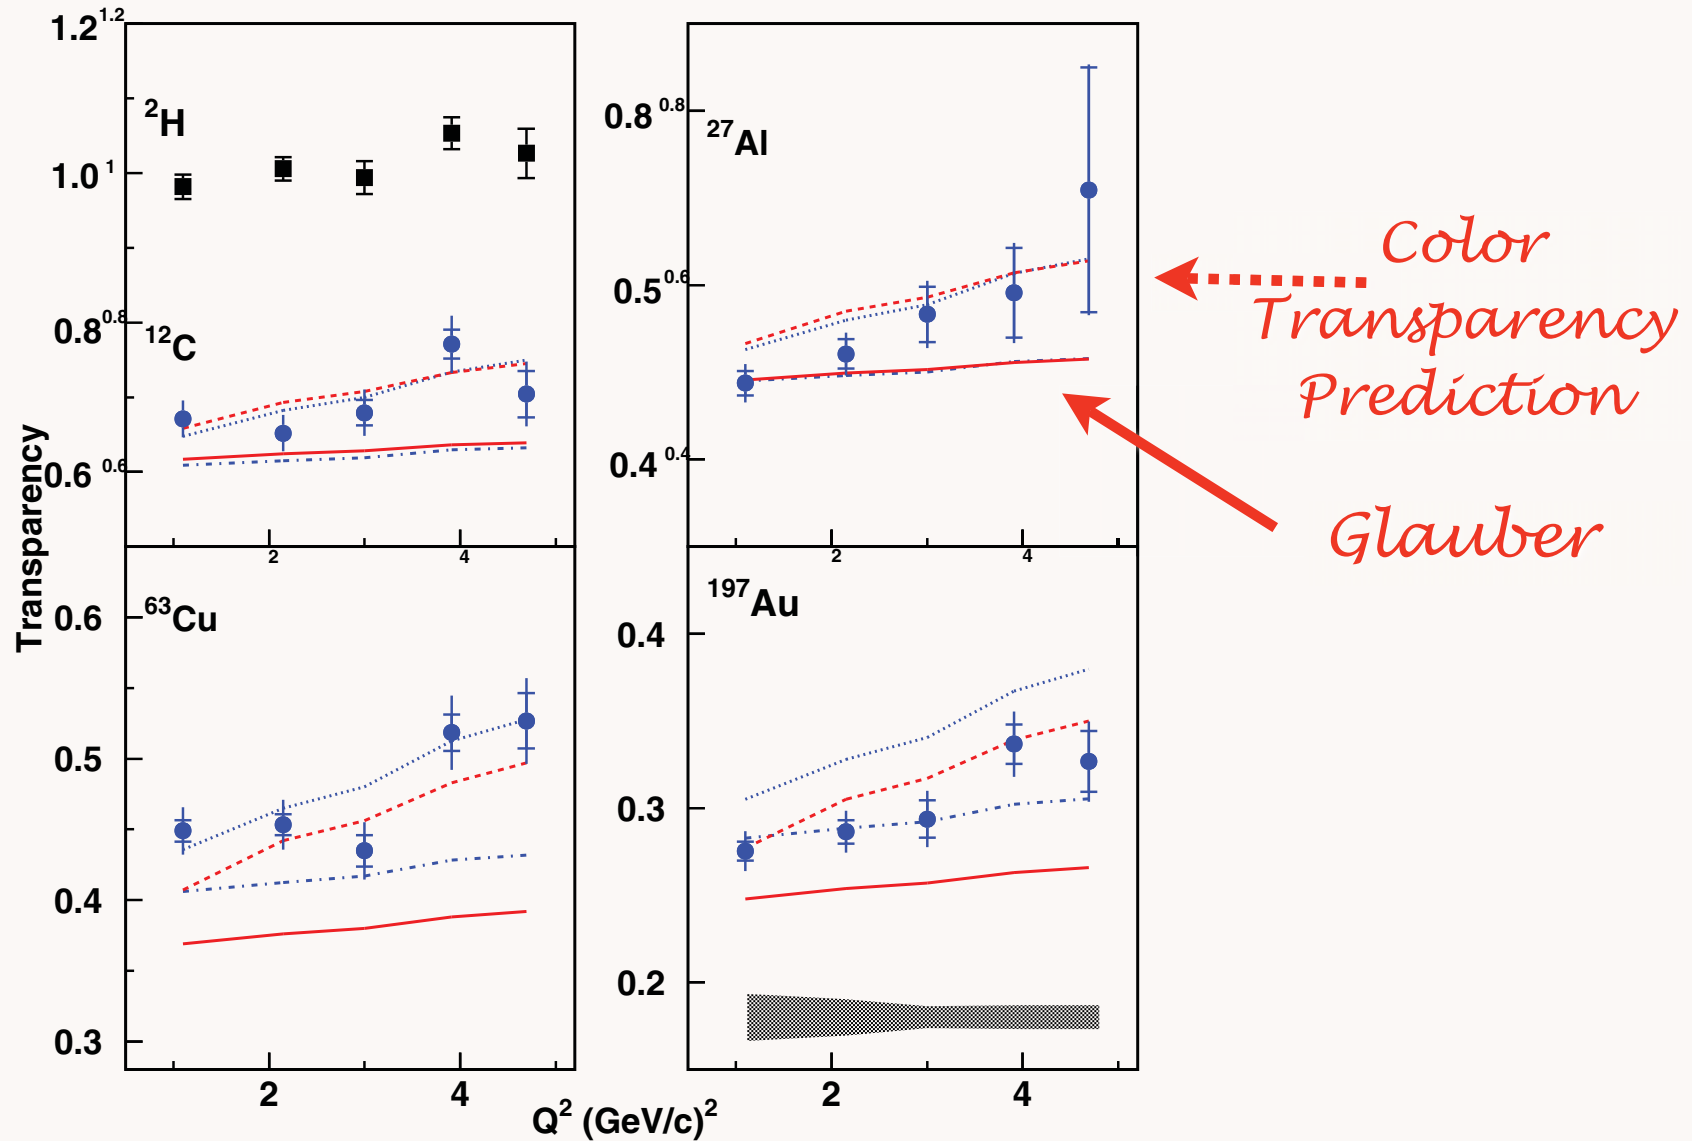 1.2 1.2
²H
1.0 1
0.8 0.8
¹²C
0.6 0.6
2 4
0.8 0.8
²⁷Al
0.5 0.6
0.4 0.4
2 4
Color
Transparency
Prediction
Glauber
Transparency
⁶³Cu
0.6
0.5
0.4
0.3
2 4
¹⁹⁷Au
0.4
0.3
0.2
2 4
Q² (GeV/c)²